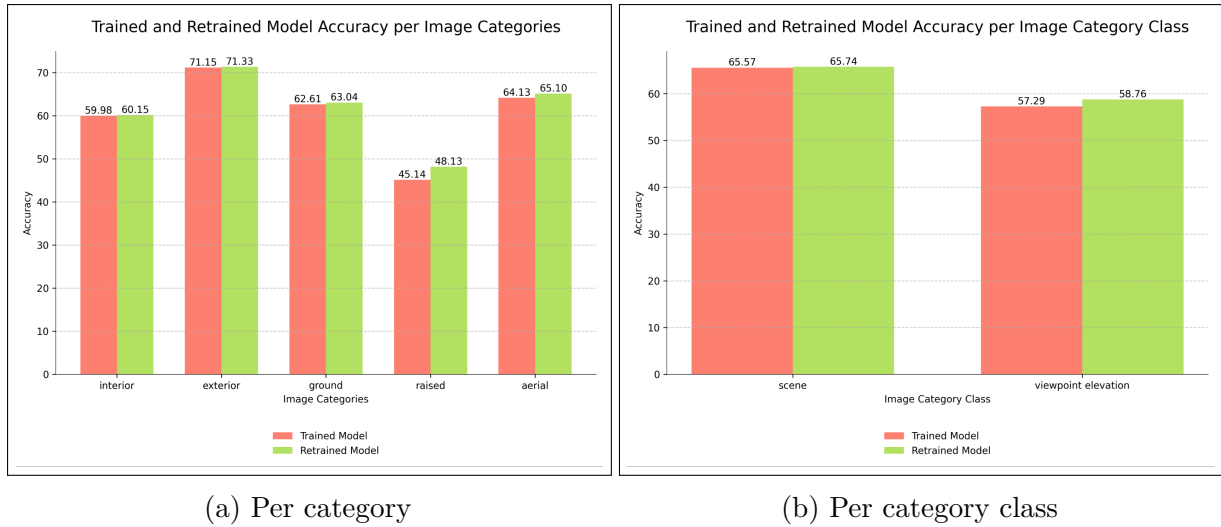 Trained and Retrained Model Accuracy per Image Categories
Accuracy
70
60
50
40
30
20
10
0
59.98 60.15
71.15 71.33
62.61 63.04
45.14 48.13
64.13 65.10
interior exterior ground raised aerial
Image Categories
Trained Model
Retrained Model
(a) Per category
Trained and Retrained Model Accuracy per Image Category Class
Accuracy
60
50
40
30
20
10
0
65.57 65.74
57.29 58.76
scene viewpoint elevation
Image Category Class
Trained Model
Retrained Model
(b) Per category class